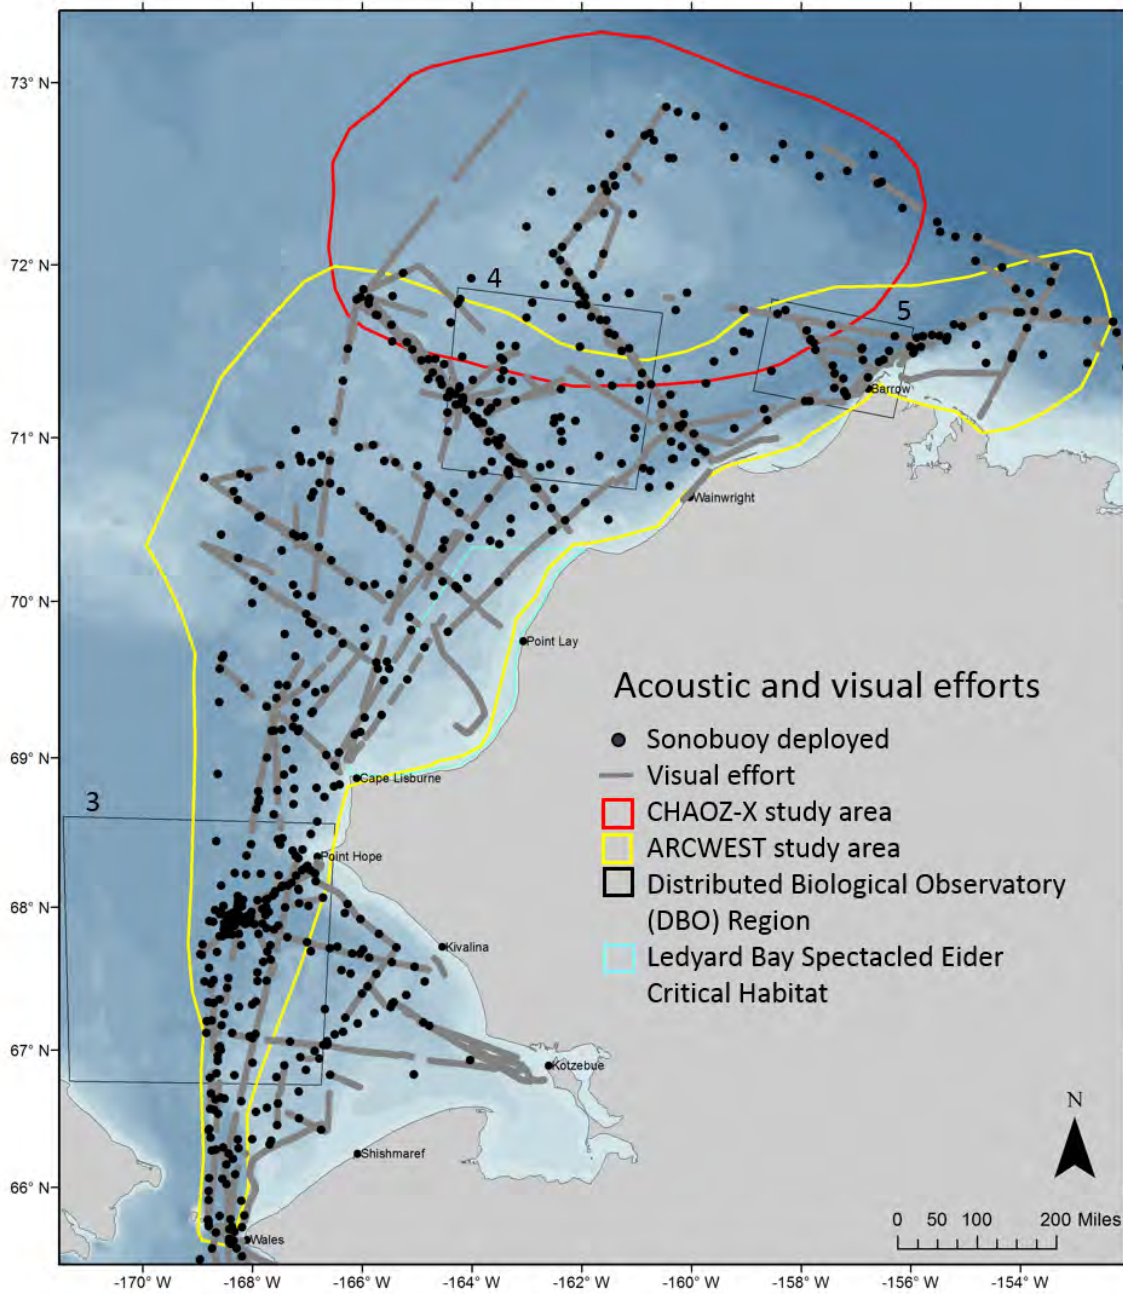 73° N
72° N
71° N
70° N
69° N
68° N
67° N
66° N
4
5
3
Barrow
Wainwright
Point Lay
Cape Lisburne
Point Hope
Kivalina
Kotzebue
Shishmaref
Wales
Acoustic and visual efforts
Sonobuoy deployed
Visual effort
CHAOZ-X study area
ARCWEST study area
Distributed Biological Observatory
(DBO) Region
Ledyard Bay Spectacled Eider
Critical Habitat
N
0 50 100 200 Miles
-170° W -168° W -166° W -164° W -162° W -160° W -158° W -156° W -154° W